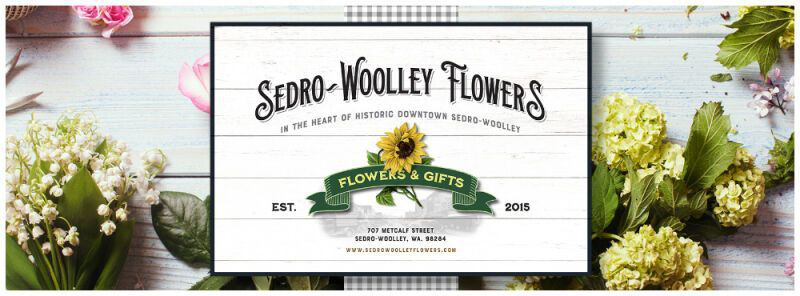 SEDRO-WOOLLEY FLOWERS
IN THE HEART OF HISTORIC DOWNTOWN SEDRO-WOOLLEY
FLOWERS & GIFTS
EST. 2015
707 METCALF STREET
SEDRO-WOOLLEY, WA. 98284
WWW.SEDROWOOLLEYFLOWERS.COM